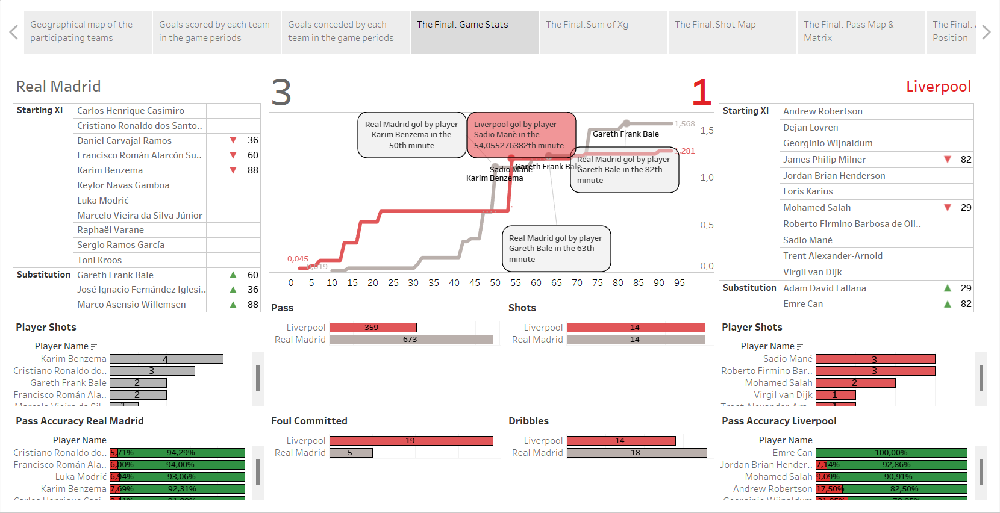 Geographical map of the
participating teams
Goals scored by each team
in the game periods
Goals conceded by each
team in the game periods
The Final: Game Stats
The Final:Sum of Xg
The Final:Shot Map
The Final: Pass Map &
Matrix
The Final:
Position
Real Madrid
3
1
Liverpool
Starting XI
Carlos Henrique Casimiro
Cristiano Ronaldo dos Santo..
Daniel Carvajal Ramos ▼ 36
Francisco Román Alarcón Su.. ▼ 60
Karim Benzema ▼ 88
Keylor Navas Gamboa
Luka Modrić
Marcelo Vieira da Silva Júnior
Raphaël Varane
Sergio Ramos García
Toni Kroos
Substitution
Gareth Frank Bale ▲ 60
José Ignacio Fernández Iglesi.. ▲ 36
Marco Asensio Willemsen ▲ 88
Real Madrid gol by player
Karim Benzema in the
50th minute
Liverpool gol by player
Sadio Manè in the
54,055276382th minute
Real Madrid gol by player
Gareth Bale in the 82th
minute
Real Madrid gol by player
Gareth Bale in the 63th
minute
Gareth Frank Bale
1,568
1,281
Gareth Frank Bale
Sadio Mané
Karim Benzema
0,045
0,019
1,5
1,0
0,5
0,0
0 5 10 15 20 25 30 35 40 45 50 55 60 65 70 75 80 85 90 95
Starting XI
Andrew Robertson
Dejan Lovren
Georginio Wijnaldum
James Philip Milner ▼ 82
Jordan Brian Henderson
Loris Karius
Mohamed Salah ▼ 29
Roberto Firmino Barbosa de Oli..
Sadio Mané
Trent Alexander-Arnold
Virgil van Dijk
Substitution
Adam David Lallana ▲ 29
Emre Can ▲ 82
Player Shots
Player Name
Karim Benzema 4
Cristiano Ronaldo do.. 3
Gareth Frank Bale 2
Francisco Román Ala.. 2
Marcelo Vieira da Sil.. 1
Pass
Liverpool 359
Real Madrid 673
Shots
Liverpool 14
Real Madrid 14
Player Shots
Player Name
Sadio Mané 3
Roberto Firmino Bar.. 3
Mohamed Salah 2
Virgil van Dijk 1
Trent Alexander-Arn.. 1
Pass Accuracy Real Madrid
Player Name
Cristiano Ronaldo do.. 5,71% 94,29%
Francisco Román Ala.. 6,00% 94,00%
Luka Modrić 6,94% 93,06%
Karim Benzema 7,69% 92,31%
Carlos Henrique Casi..
Foul Committed
Liverpool 19
Real Madrid 5
Dribbles
Liverpool 14
Real Madrid 18
Pass Accuracy Liverpool
Player Name
Emre Can 100,00%
Jordan Brian Hender.. 7,14% 92,86%
Mohamed Salah 9,09% 90,91%
Andrew Robertson 17,50% 82,50%
Georginio Wijnaldum